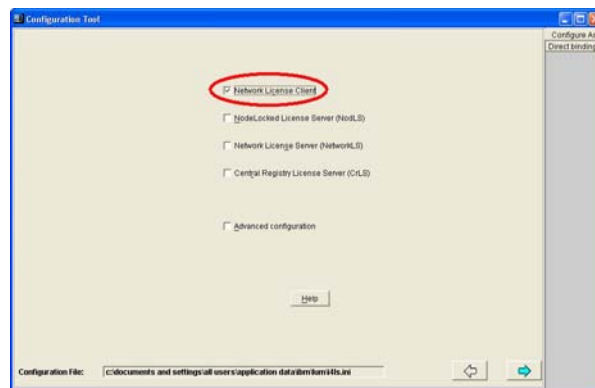 Configuration Tool
Configure As
Direct binding
Network License Client
NodeLocked License Server (NodLS)
Network License Server (NetworkLS)
Central Registry License Server (CrLS)
Advanced configuration
Help
Configuration File: c:\documents and settings\all users\application data\ibm\lum\i4ls.ini